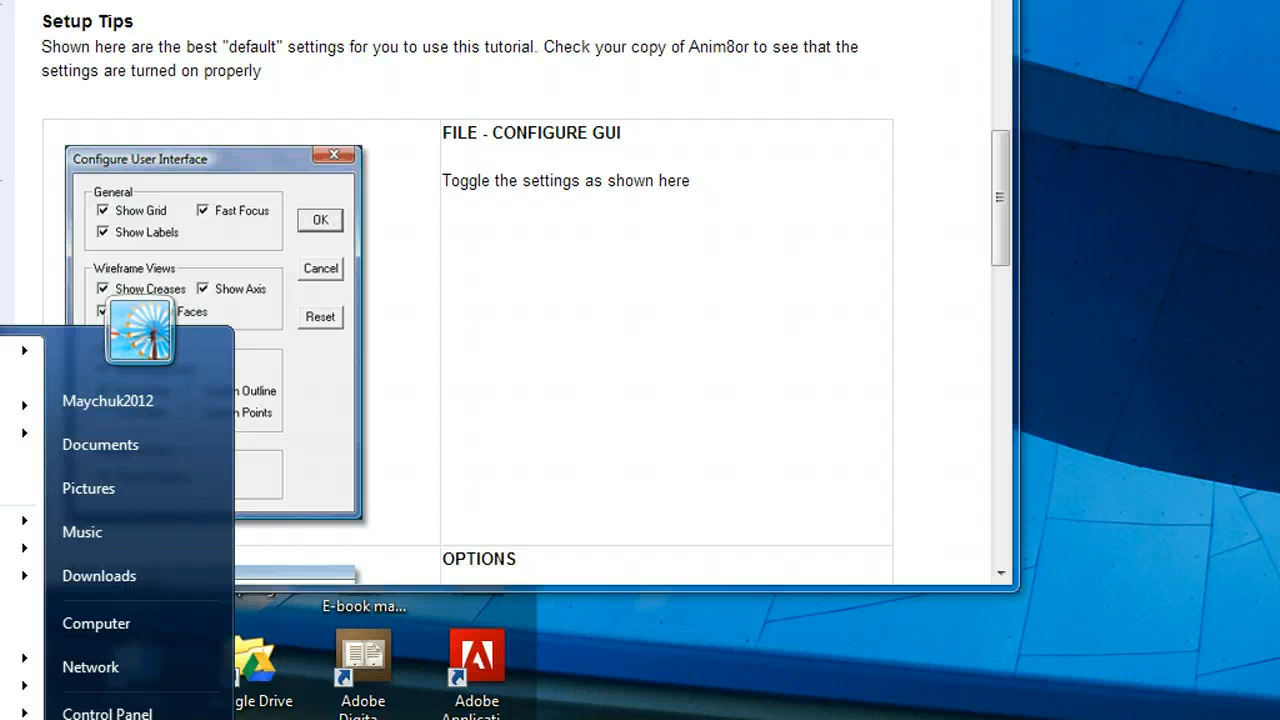 Setup Tips
Shown here are the best "default" settings for you to use this tutorial. Check your copy of Anim8or to see that the
settings are turned on properly
FILE - CONFIGURE GUI
Toggle the settings as shown here
Configure User Interface
General
Show Grid
Fast Focus
OK
Show Labels
Wireframe Views
Cancel
Show Creases
Show Axis
Faces
Reset
Outline
Points
Maychuk2012
Documents
Pictures
Music
Downloads
Computer
Network
Control Panel
OPTIONS
E-book ma...
gle Drive
Adobe
Digita...
Adobe
Applicati...